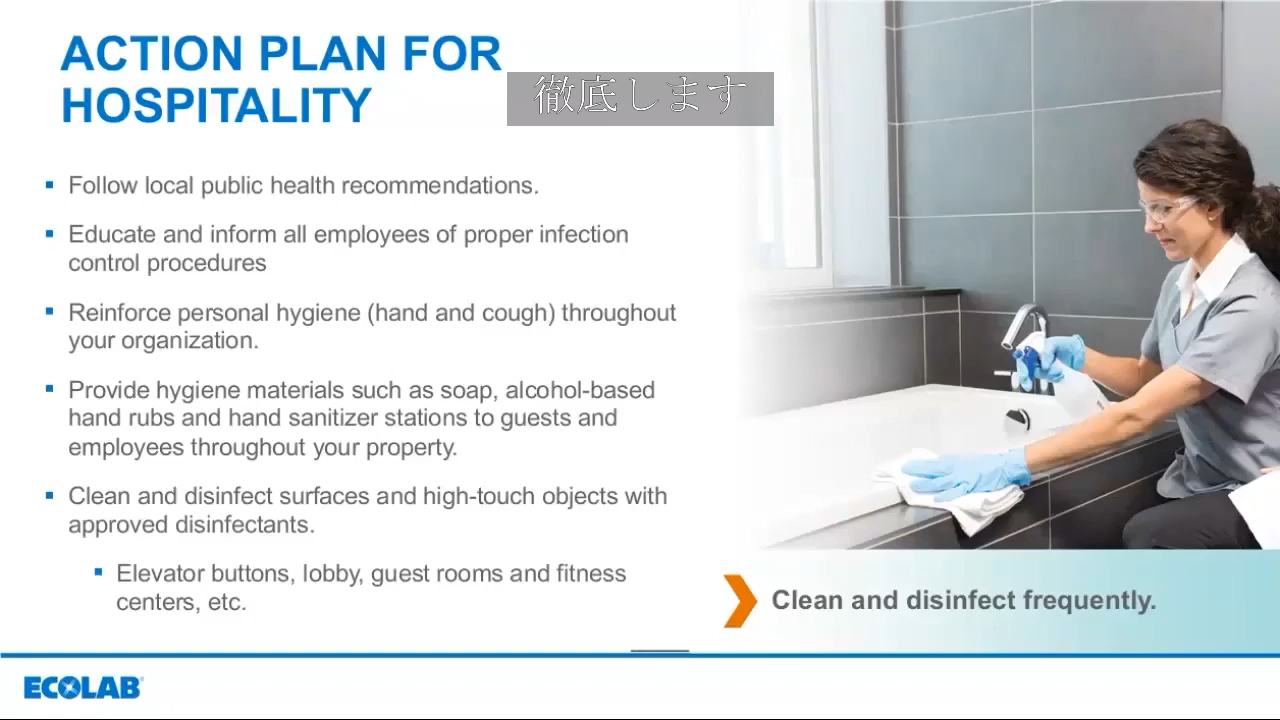 ACTION PLAN FOR
HOSPITALITY
徹底します
Follow local public health recommendations.
Educate and inform all employees of proper infection
control procedures
Reinforce personal hygiene (hand and cough) throughout
your organization.
Provide hygiene materials such as soap, alcohol-based
hand rubs and hand sanitizer stations to guests and
employees throughout your property.
Clean and disinfect surfaces and high-touch objects with
approved disinfectants.
Elevator buttons, lobby, guest rooms and fitness
centers, etc.
Clean and disinfect frequently.
ECOLAB®